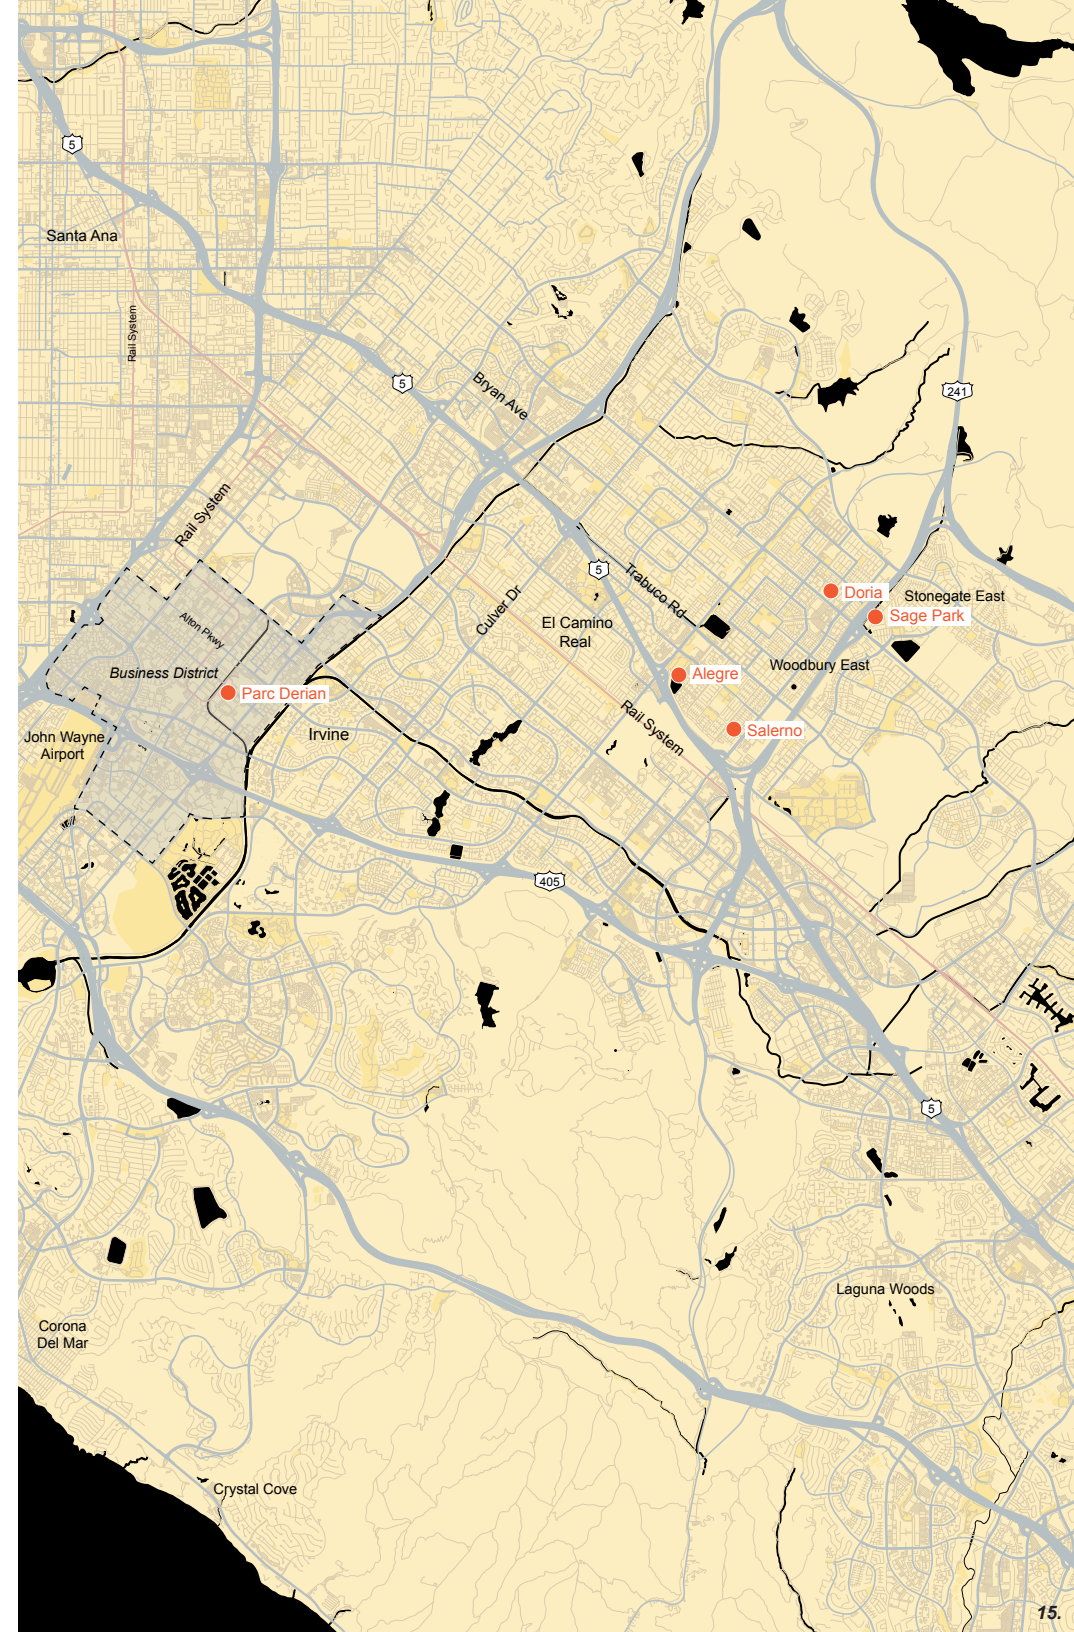 5
Santa Ana
Rail System
5
Bryan Ave
241
Rail System
5
Trabuco Rd
Culver Dr
El Camino
Real
Doria
Stonegate East
Sage Park
Alton Pkwy
Business District
Parc Derian
Woodbury East
Alegre
Rail System
Salerno
John Wayne
Airport
Irvine
405
5
Laguna Woods
Corona
Del Mar
Crystal Cove
15.